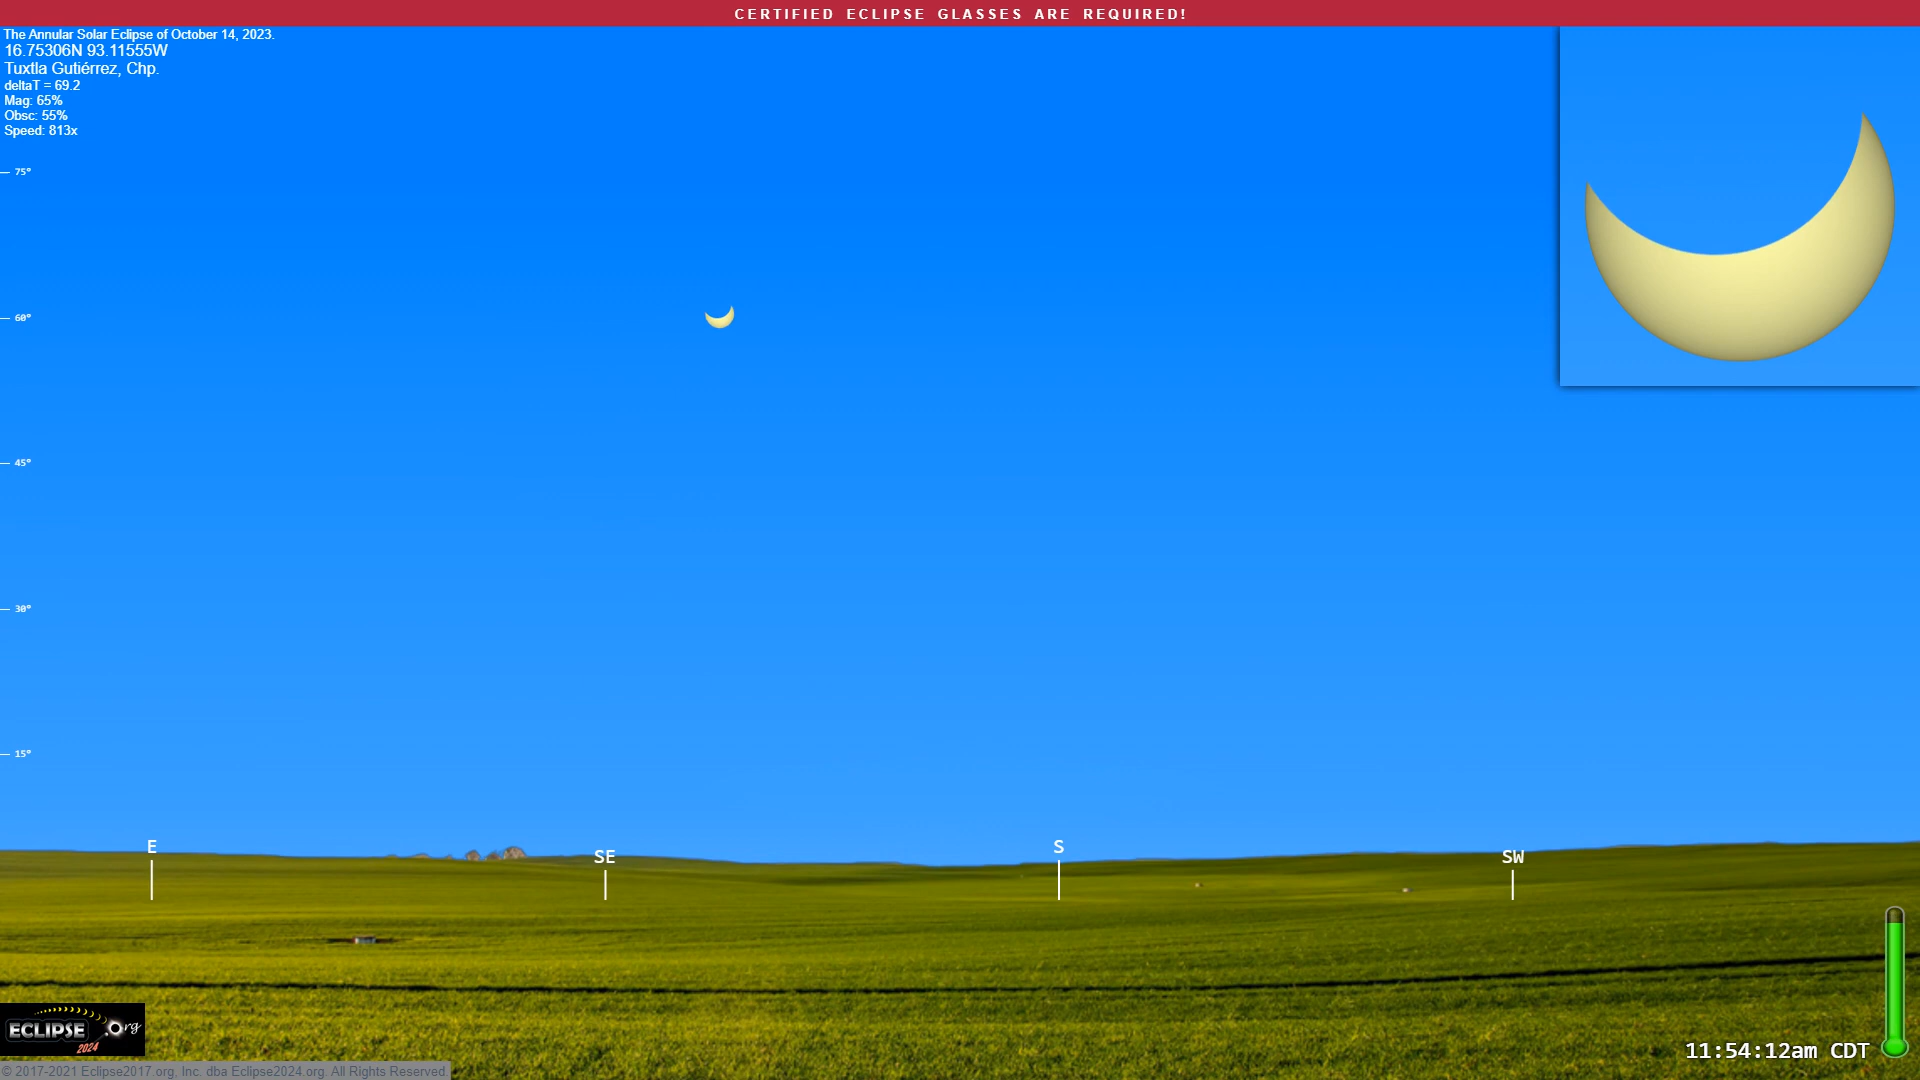 CERTIFIED ECLIPSE GLASSES ARE REQUIRED!
The Annular Solar Eclipse of October 14, 2023.
16.75306N 93.11555W
Tuxtla Gutiérrez, Chp.
deltaT = 69.2
Mag: 65%
Obsc: 55%
Speed: 813x
75°
60°
45°
30°
15°
E
SE
S
SW
ECLIPSE .Org
2024
11:54:12am CDT
© 2017-2021 Eclipse2017.org, Inc. dba Eclipse2024.org. All Rights Reserved.